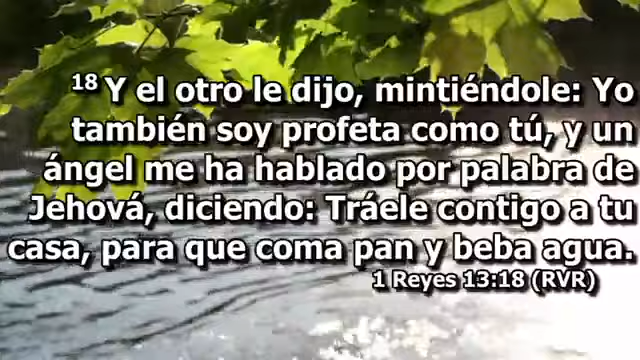 18 Y el otro le dijo, mintiéndole: Yo
también soy profeta como tú, y un
ángel me ha hablado por palabra de
Jehová, diciendo: Tráele contigo a tu
casa, para que coma pan y beba agua.
1 Reyes 13:18 (RVR)